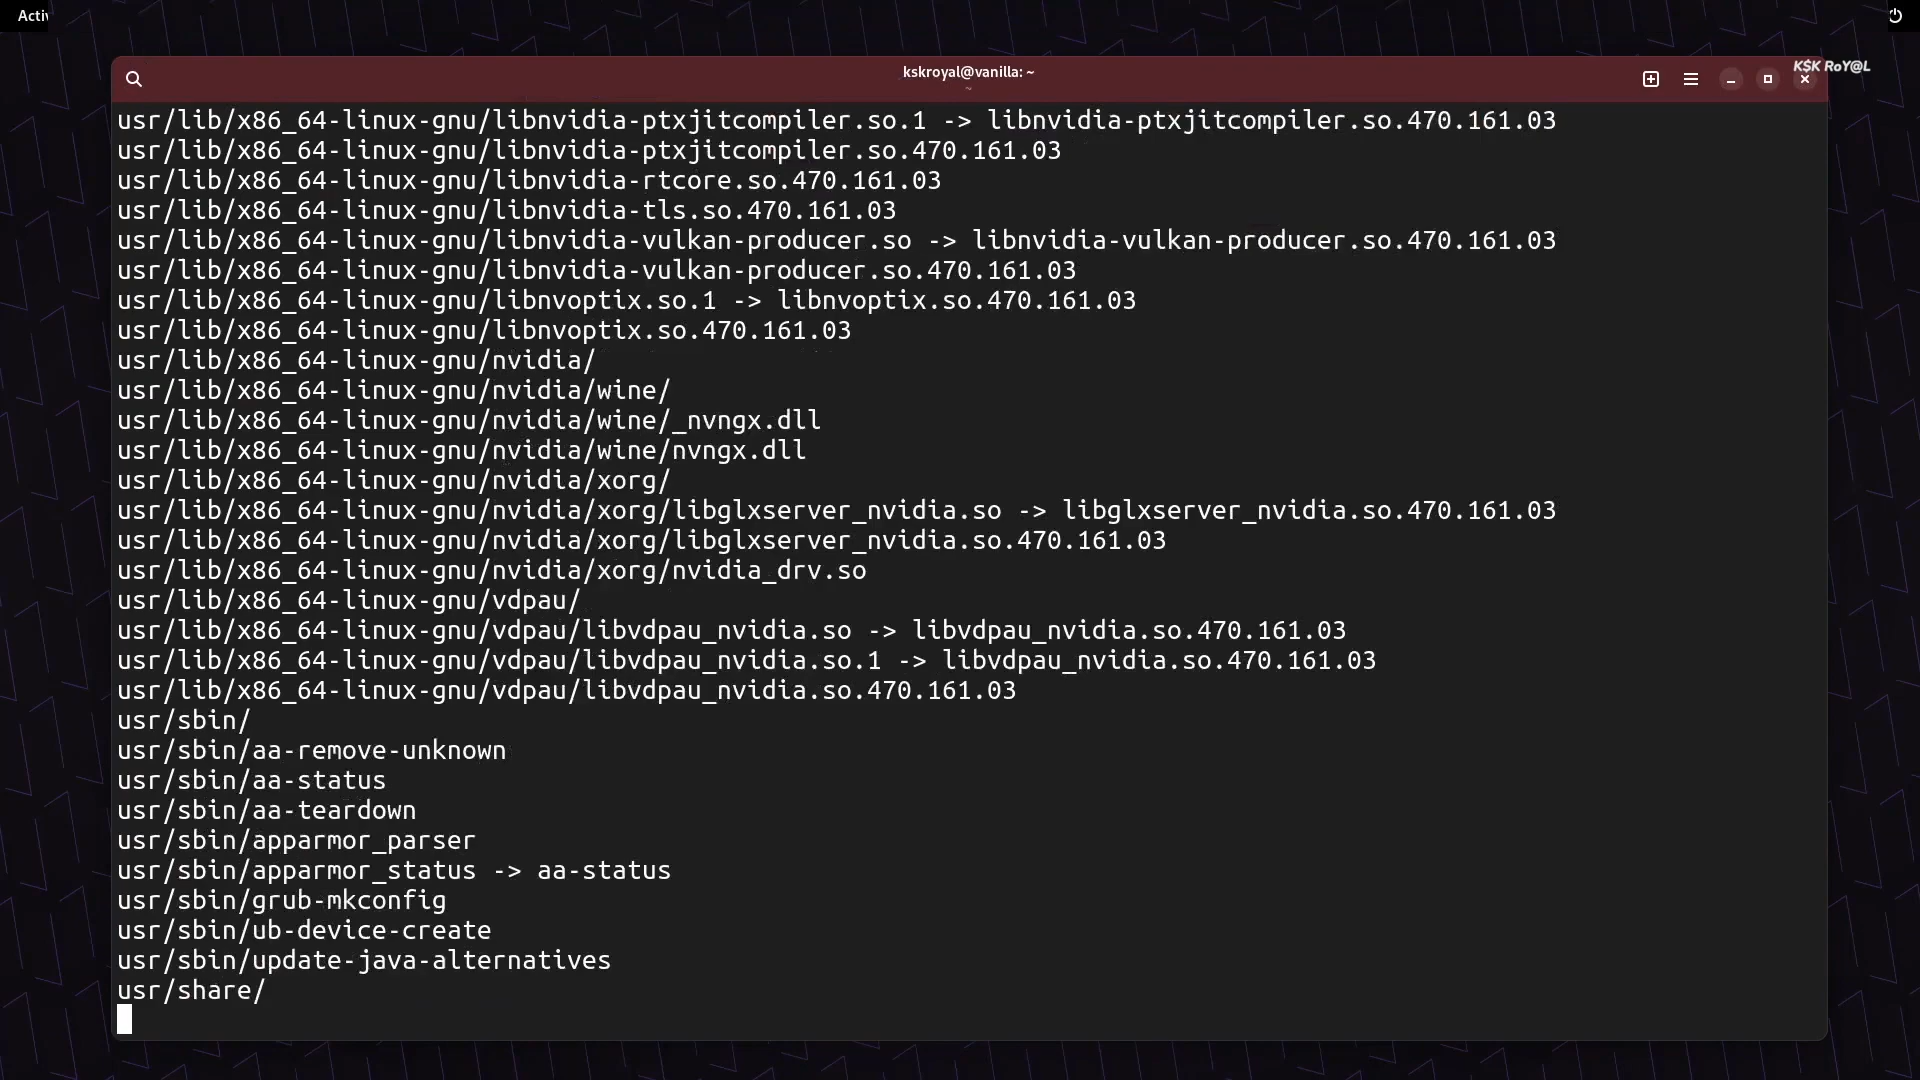 Activ
K$K RoY@L
kskroyal@vanilla: ~
~
usr/lib/x86_64-linux-gnu/libnvidia-ptxjitcompiler.so.1 -> libnvidia-ptxjitcompiler.so.470.161.03
usr/lib/x86_64-linux-gnu/libnvidia-ptxjitcompiler.so.470.161.03
usr/lib/x86_64-linux-gnu/libnvidia-rtcore.so.470.161.03
usr/lib/x86_64-linux-gnu/libnvidia-tls.so.470.161.03
usr/lib/x86_64-linux-gnu/libnvidia-vulkan-producer.so -> libnvidia-vulkan-producer.so.470.161.03
usr/lib/x86_64-linux-gnu/libnvidia-vulkan-producer.so.470.161.03
usr/lib/x86_64-linux-gnu/libnvoptix.so.1 -> libnvoptix.so.470.161.03
usr/lib/x86_64-linux-gnu/libnvoptix.so.470.161.03
usr/lib/x86_64-linux-gnu/nvidia/
usr/lib/x86_64-linux-gnu/nvidia/wine/
usr/lib/x86_64-linux-gnu/nvidia/wine/_nvngx.dll
usr/lib/x86_64-linux-gnu/nvidia/wine/nvngx.dll
usr/lib/x86_64-linux-gnu/nvidia/xorg/
usr/lib/x86_64-linux-gnu/nvidia/xorg/libglxserver_nvidia.so -> libglxserver_nvidia.so.470.161.03
usr/lib/x86_64-linux-gnu/nvidia/xorg/libglxserver_nvidia.so.470.161.03
usr/lib/x86_64-linux-gnu/nvidia/xorg/nvidia_drv.so
usr/lib/x86_64-linux-gnu/vdpau/
usr/lib/x86_64-linux-gnu/vdpau/libvdpau_nvidia.so -> libvdpau_nvidia.so.470.161.03
usr/lib/x86_64-linux-gnu/vdpau/libvdpau_nvidia.so.1 -> libvdpau_nvidia.so.470.161.03
usr/lib/x86_64-linux-gnu/vdpau/libvdpau_nvidia.so.470.161.03
usr/sbin/
usr/sbin/aa-remove-unknown
usr/sbin/aa-status
usr/sbin/aa-teardown
usr/sbin/apparmor_parser
usr/sbin/apparmor_status -> aa-status
usr/sbin/grub-mkconfig
usr/sbin/ub-device-create
usr/sbin/update-java-alternatives
usr/share/